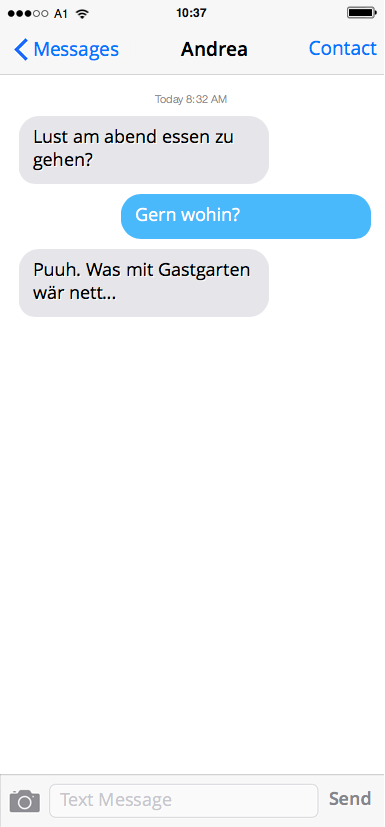 A1 10:37
Messages Andrea Contact
Today 8:32 AM
Lust am abend essen zu
gehen?
Gern wohin?
Puuh. Was mit Gastgarten
wär nett...
Text Message Send